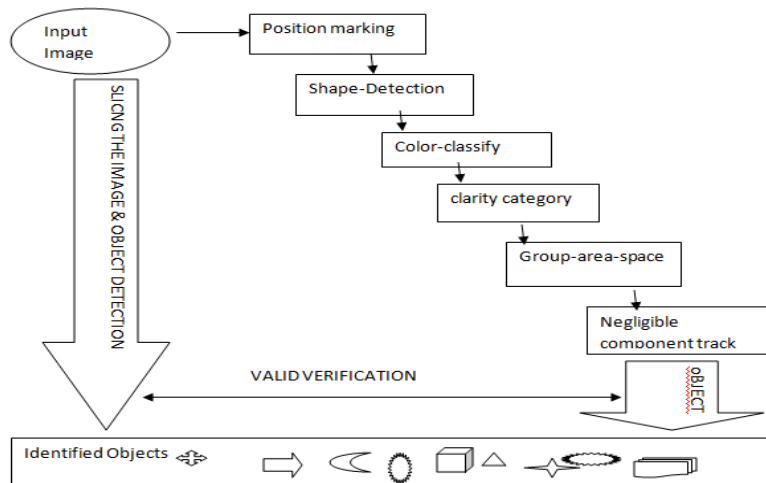 Input
Image
Position marking
Shape-Detection
Color-classify
clarity category
Group-area-space
Negligible
component track
SLICNG THE IMAGE & OBJECT DETECTION
VALID VERIFICATION
oBJECT
Identified Objects